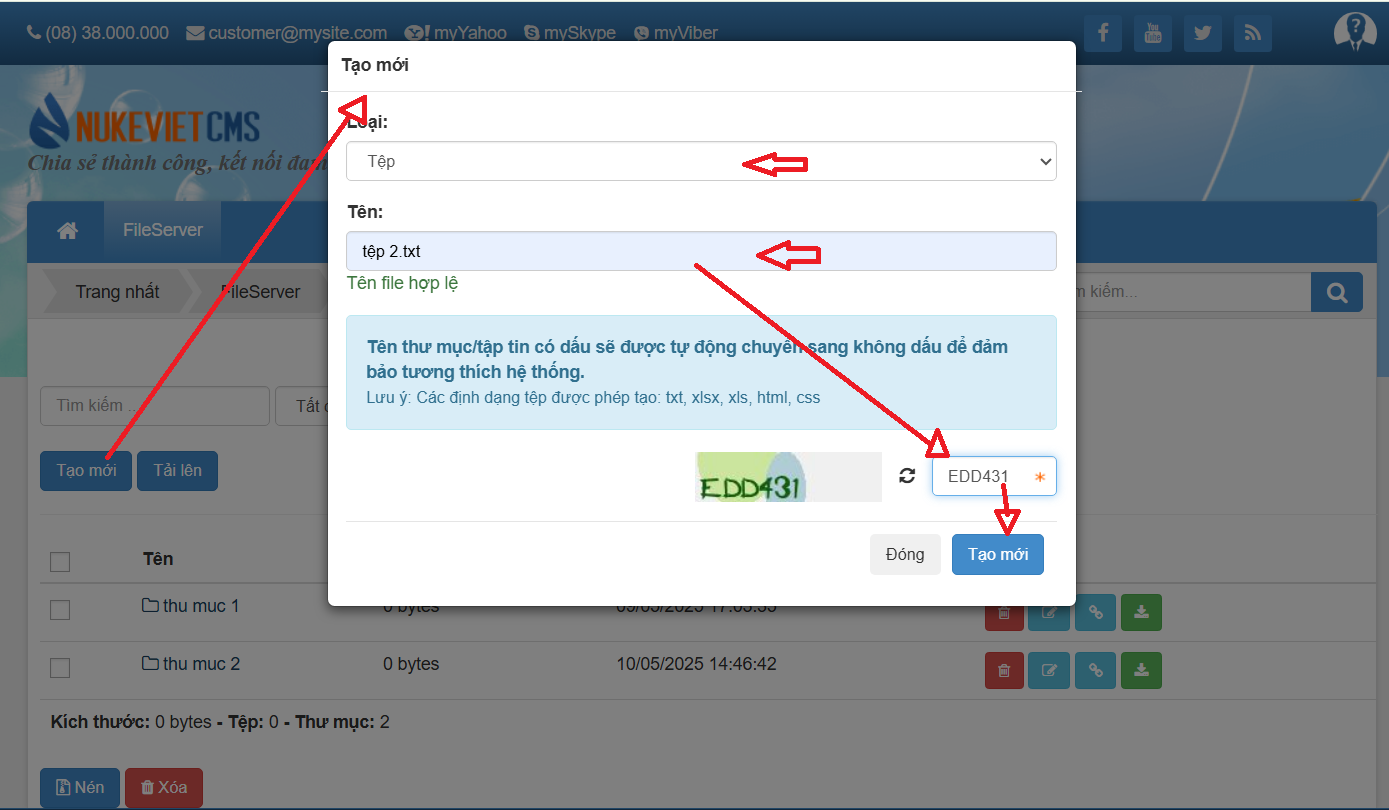 (08) 38.000.000 customer@mysite.com myYahoo mySkype myViber
Tạo mới
NUKEVIET CMS
Chia sẻ thành công, kết nối đam
Loại:
Tệp
Tên:
FileServer
tệp 2.txt
Tên file hợp lệ
Trang nhất FileServer
m kiếm...
Tên thư mục/tập tin có dấu sẽ được tự động chuyển sang không dấu để đảm
bảo tương thích hệ thống.
Lưu ý: Các định dạng tệp được phép tạo: txt, xlsx, xls, html, css
Tìm kiếm ... Tất
Tạo mới Tải lên
EDD431 EDD431 *
Đóng Tạo mới
Tên
thu muc 1 0 bytes 09/05/2025
thu muc 2 0 bytes 10/05/2025 14:46:42
Kích thước: 0 bytes - Tệp: 0 - Thư mục: 2
Nén Xóa